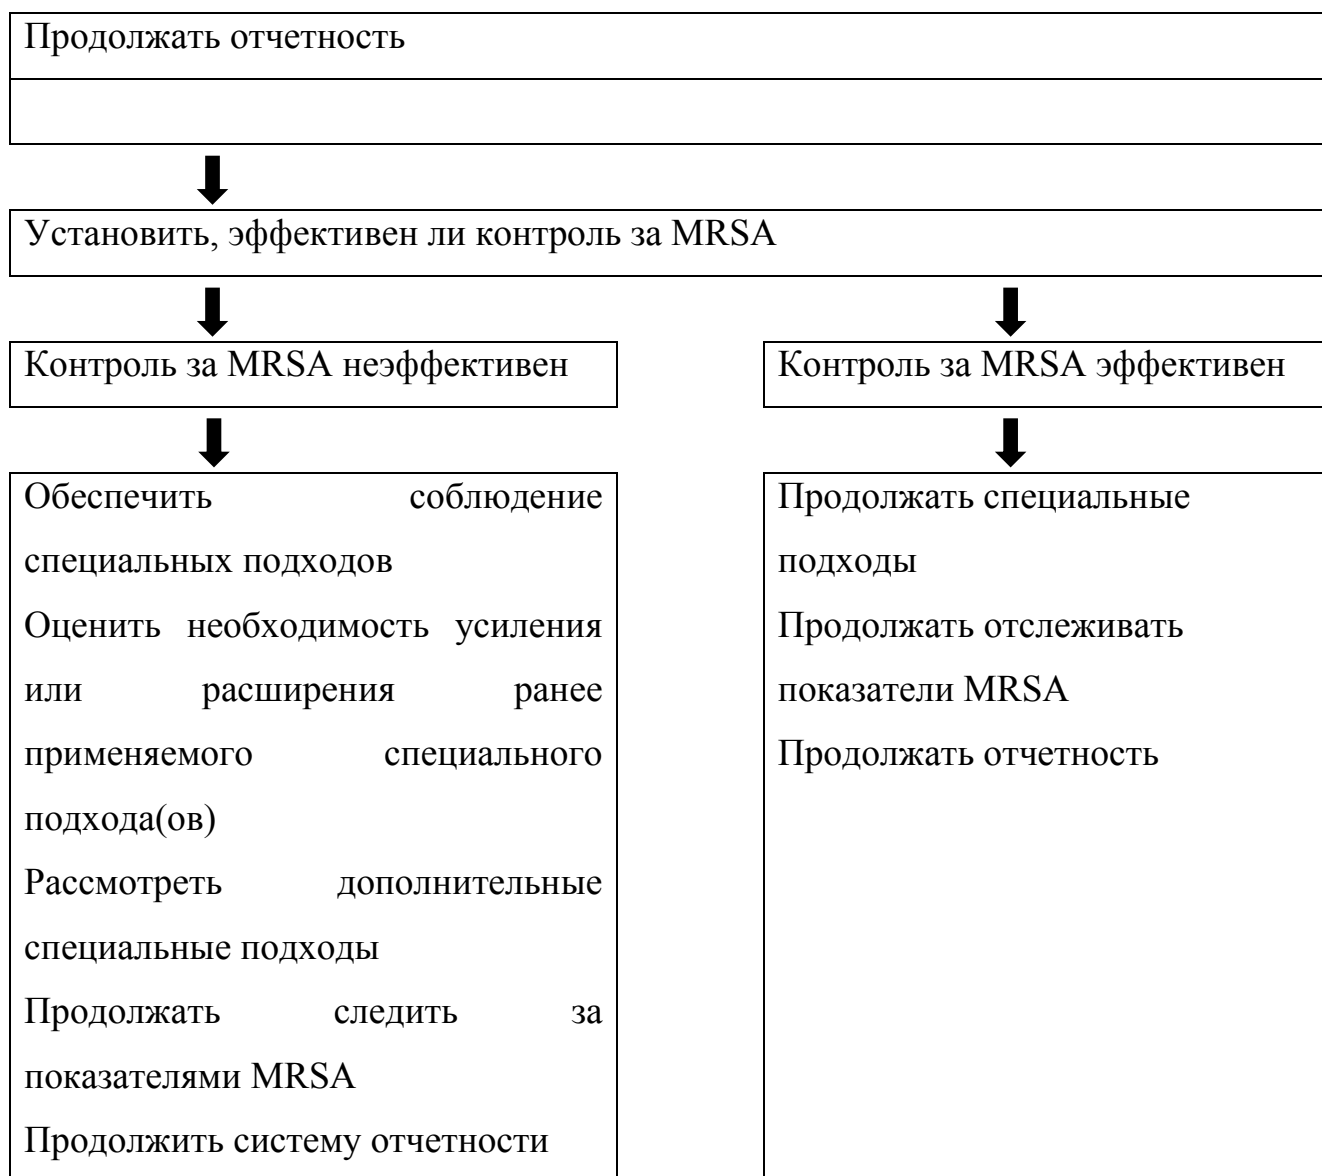 Продолжать отчетность
Установить, эффективен ли контроль за MRSA
Контроль за MRSA неэффективен
Контроль за MRSA эффективен
Обеспечить соблюдение
специальных подходов
Оценить необходимость усиления
или расширения ранее
применяемого специального
подхода(ов)
Рассмотреть дополнительные
специальные подходы
Продолжать следить за
показателями MRSA
Продолжить систему отчетности
Продолжать специальные
подходы
Продолжать отслеживать
показатели MRSA
Продолжать отчетность